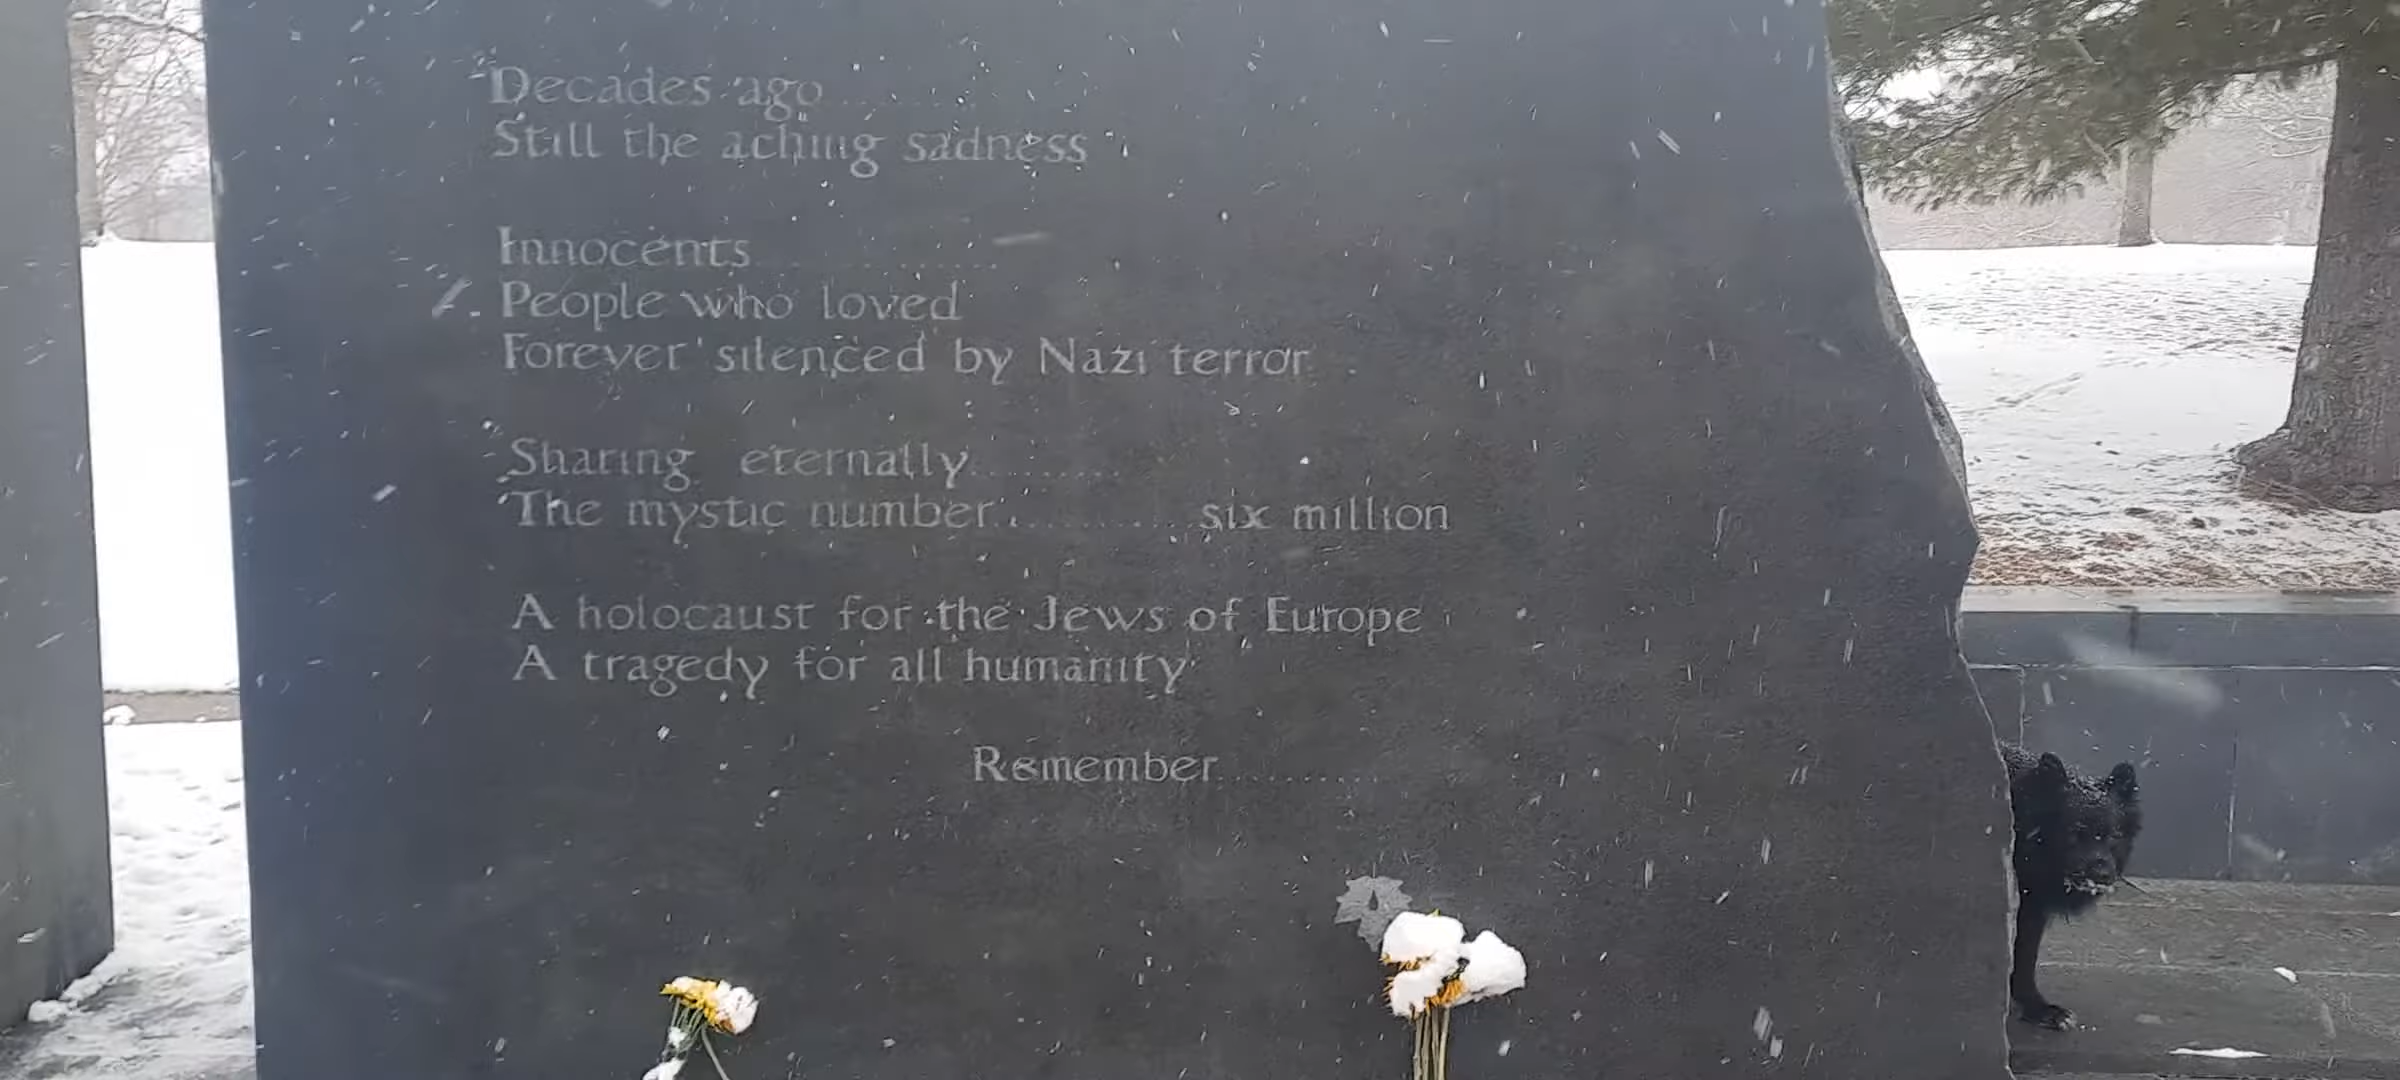 Decades ago..........
Still the aching sadness
Innocents..............
People who loved
Forever silenced by Nazi terror
Sharing eternally..........
The mystic number............six million
A holocaust for the Jews of Europe
A tragedy for all humanity
Remember...........